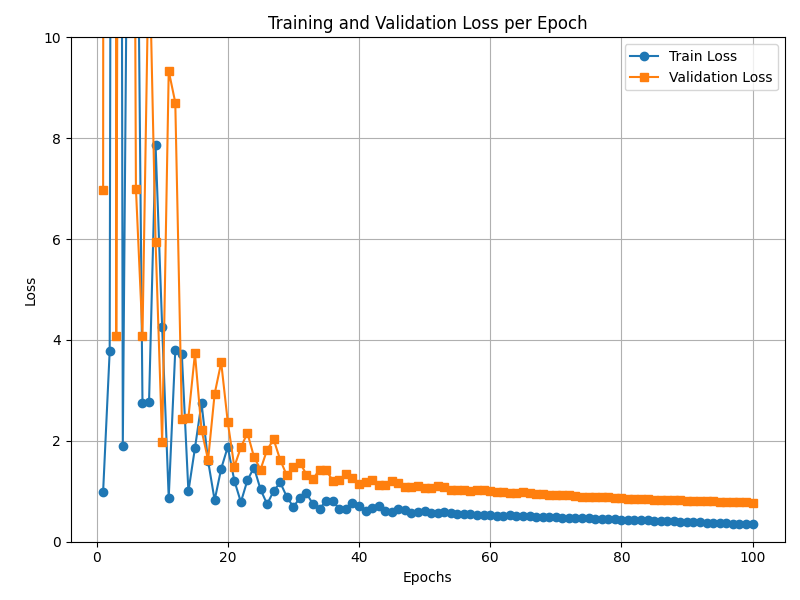 Training and Validation Loss per Epoch
Train Loss
Validation Loss
Loss
10
8
6
4
2
0
0 20 40 60 80 100
Epochs